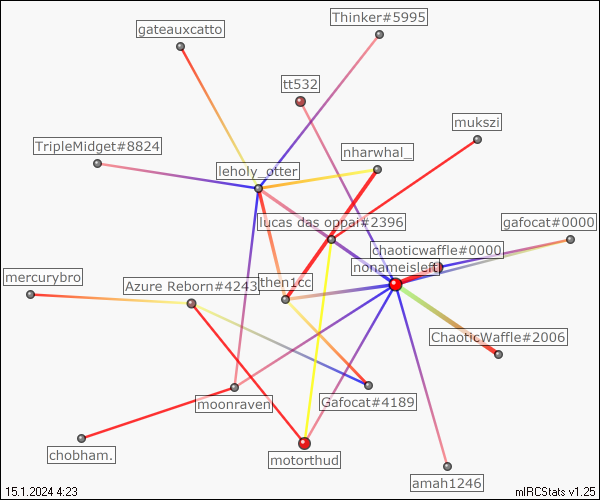 Thinker#5995
gateauxcatto
tt532
mukszi
TripleMidget#8824
nharwhal_
leholy_otter
lucas das oppai#2396
gafocat#0000
chaoticwaffle#0000
nonameisleft
mercurybro
Azure Reborn#4243
then1cc
ChaoticWaffle#2006
moonraven
Gafocat#4189
chobham.
motorthud
amah1246
15.1.2024 4:23
mIRCStats v1.25